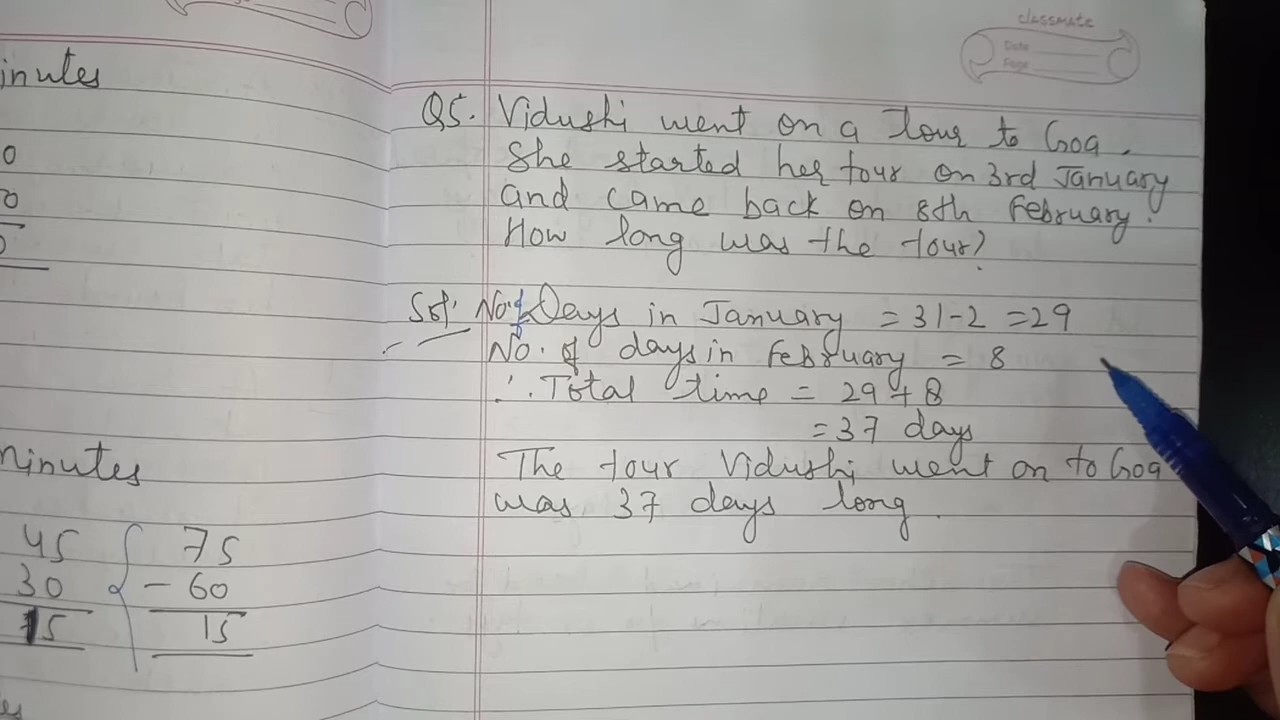 classmate
Date
Page
inutes
0
70
0
Q5. Vidushi went on a tour to Goa.
She started her tour on 3rd January
and came back on 8th February.
How long was the tour?
Sol. No. of Days in January = 31-2 = 29
No. of days in February = 8
∴ Total time = 29 + 8
= 37 days
The tour Vidushi went on to Goa
was 37 days long.
minutes
45 75
30 - 60
15 15